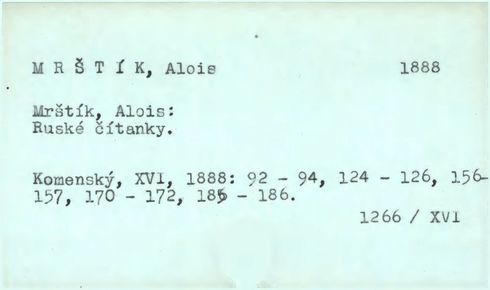 M R Š T Í K, Alois 1888
Mrštík, Alois:
Ruské čítanky.
Komenský, XVI, 1888: 92 - 94, 124 - 126, 156-
157, 170 - 172, 185 - 186.
1266 / XVI